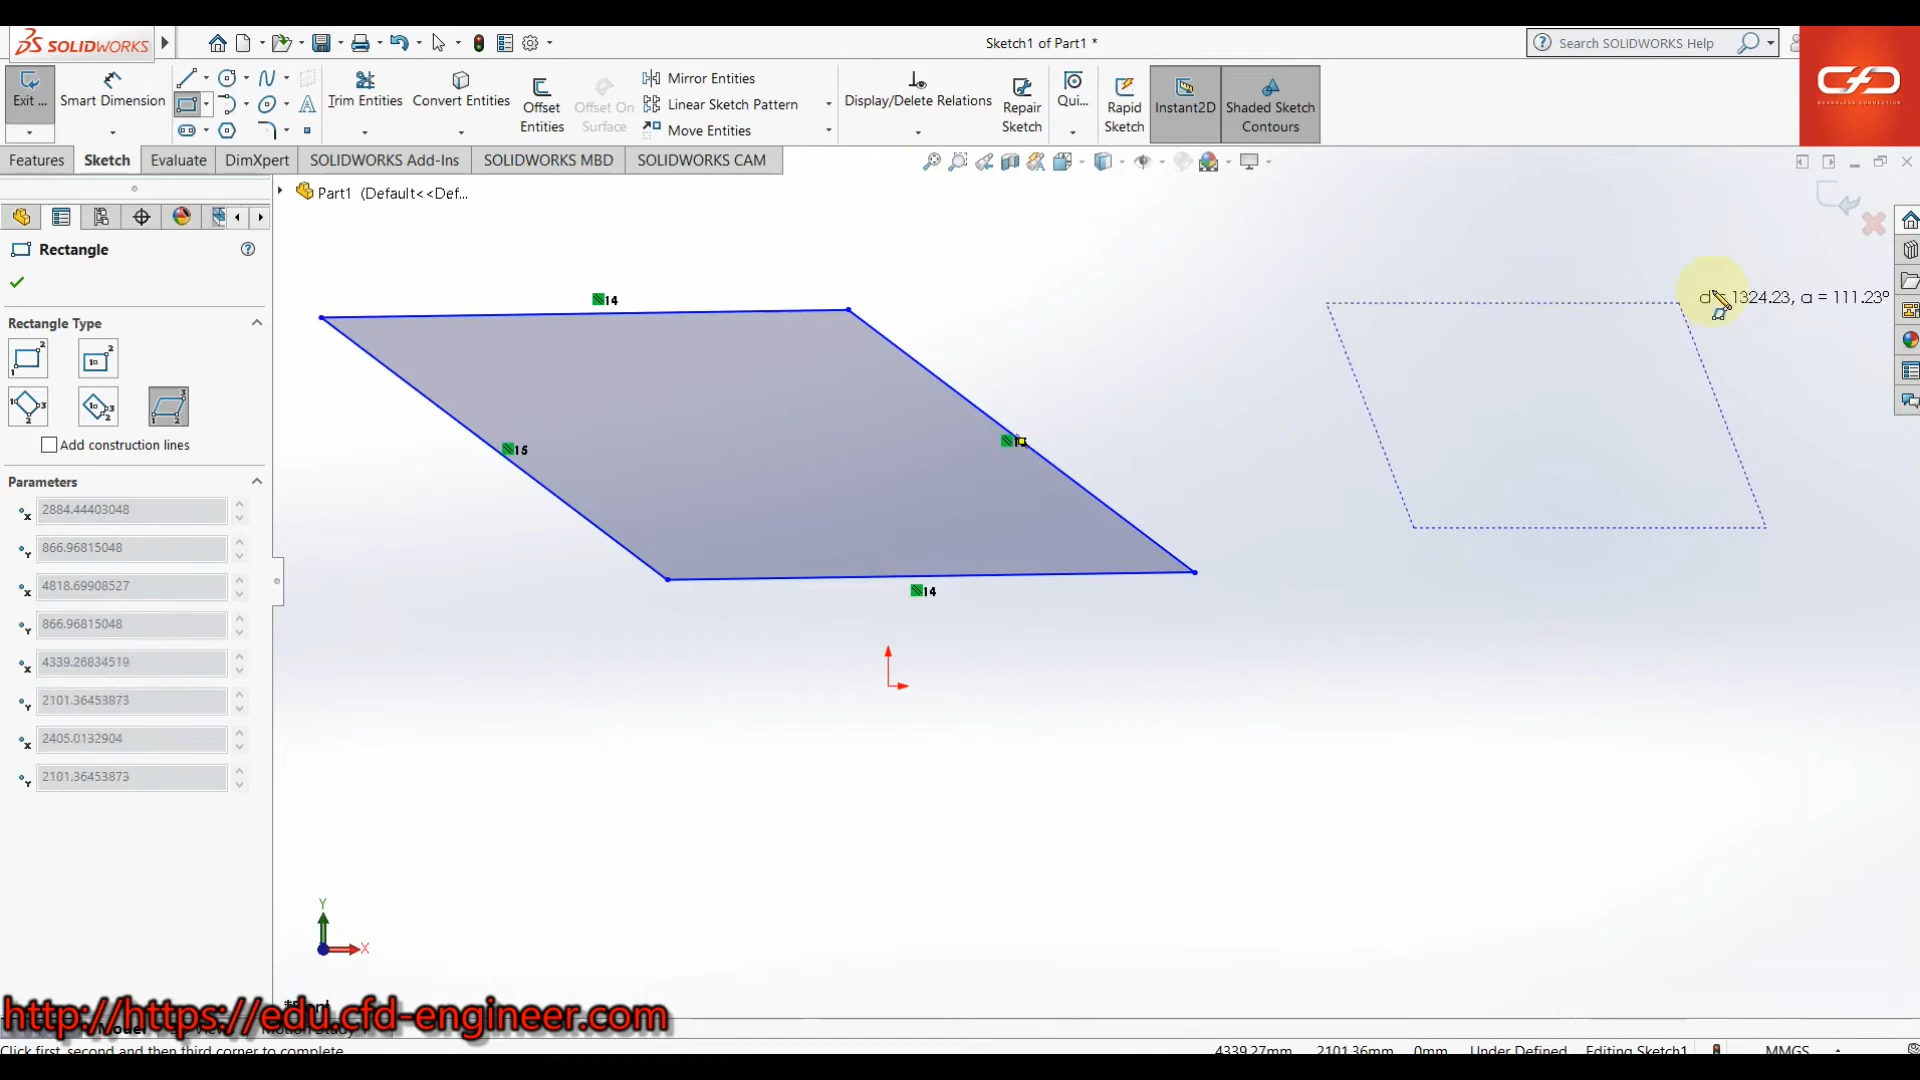 SOLIDWORKS
Sketch1 of Part1 *
Search SOLIDWORKS Help
Exit ...
Smart Dimension
Trim Entities
Convert Entities
Offset Entities
Offset On Surface
Mirror Entities
Linear Sketch Pattern
Move Entities
Display/Delete Relations
Repair Sketch
Qui...
Rapid Sketch
Instant2D
Shaded Sketch Contours
CFD
BOUNDLESS CONNECTION
Features
Sketch
Evaluate
DimXpert
SOLIDWORKS Add-Ins
SOLIDWORKS MBD
SOLIDWORKS CAM
Part1 (Default<<Def...
Rectangle
Rectangle Type
Add construction lines
Parameters
2884.44403048
866.96815048
4818.69908527
866.96815048
4339.26834519
2101.36453873
2405.0132904
2101.36453873
14
15
14
d = 1324.23, a = 111.23°
Y
X
http://https://edu.cfd-engineer.com
Click first, second and then third corner to complete
4339.27mm 2101.36mm 0mm Under Defined Editing Sketch1 MMGS